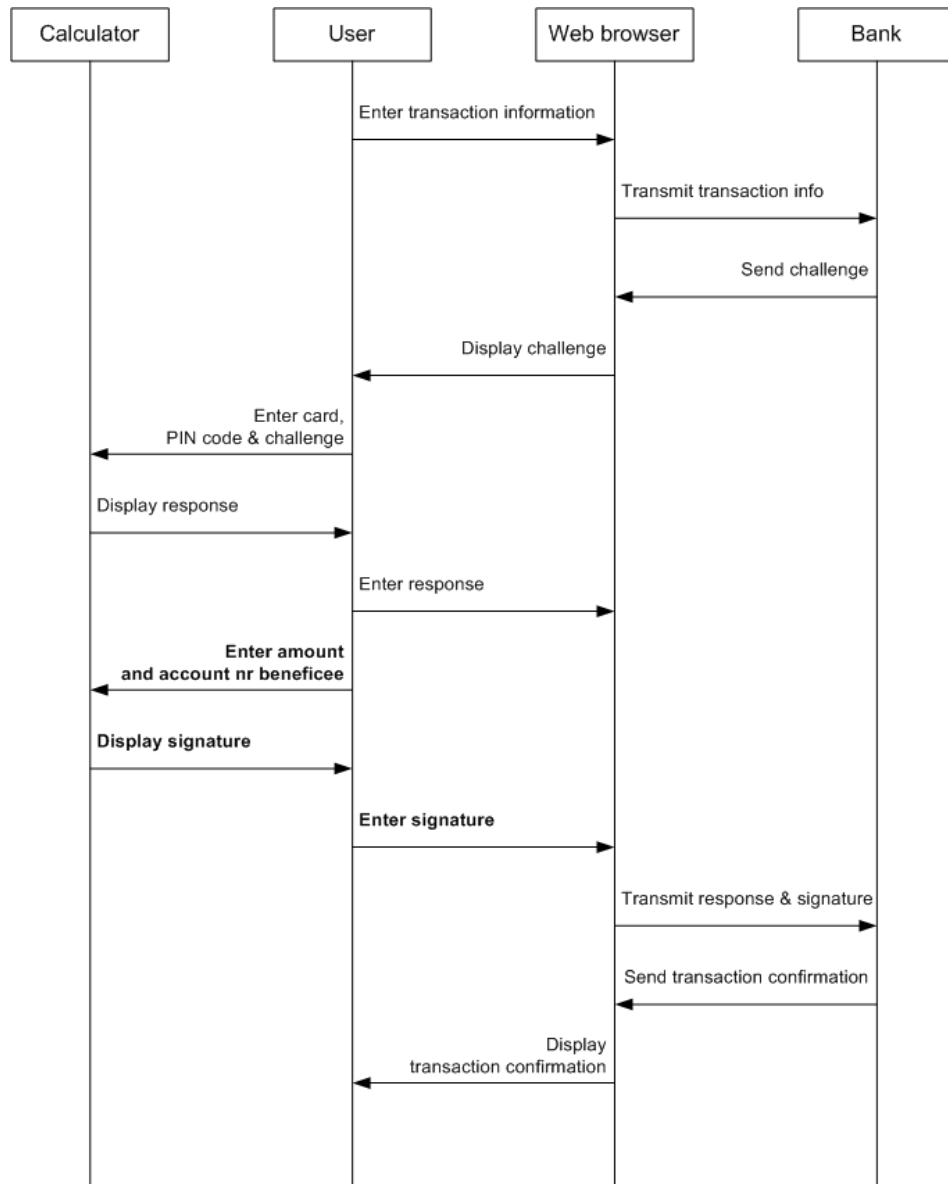 Calculator
User
Web browser
Bank
Enter transaction information
Transmit transaction info
Send challenge
Display challenge
Enter card,
PIN code & challenge
Display response
Enter response
Enter amount
and account nr beneficee
Display signature
Enter signature
Transmit response & signature
Send transaction confirmation
Display
transaction confirmation